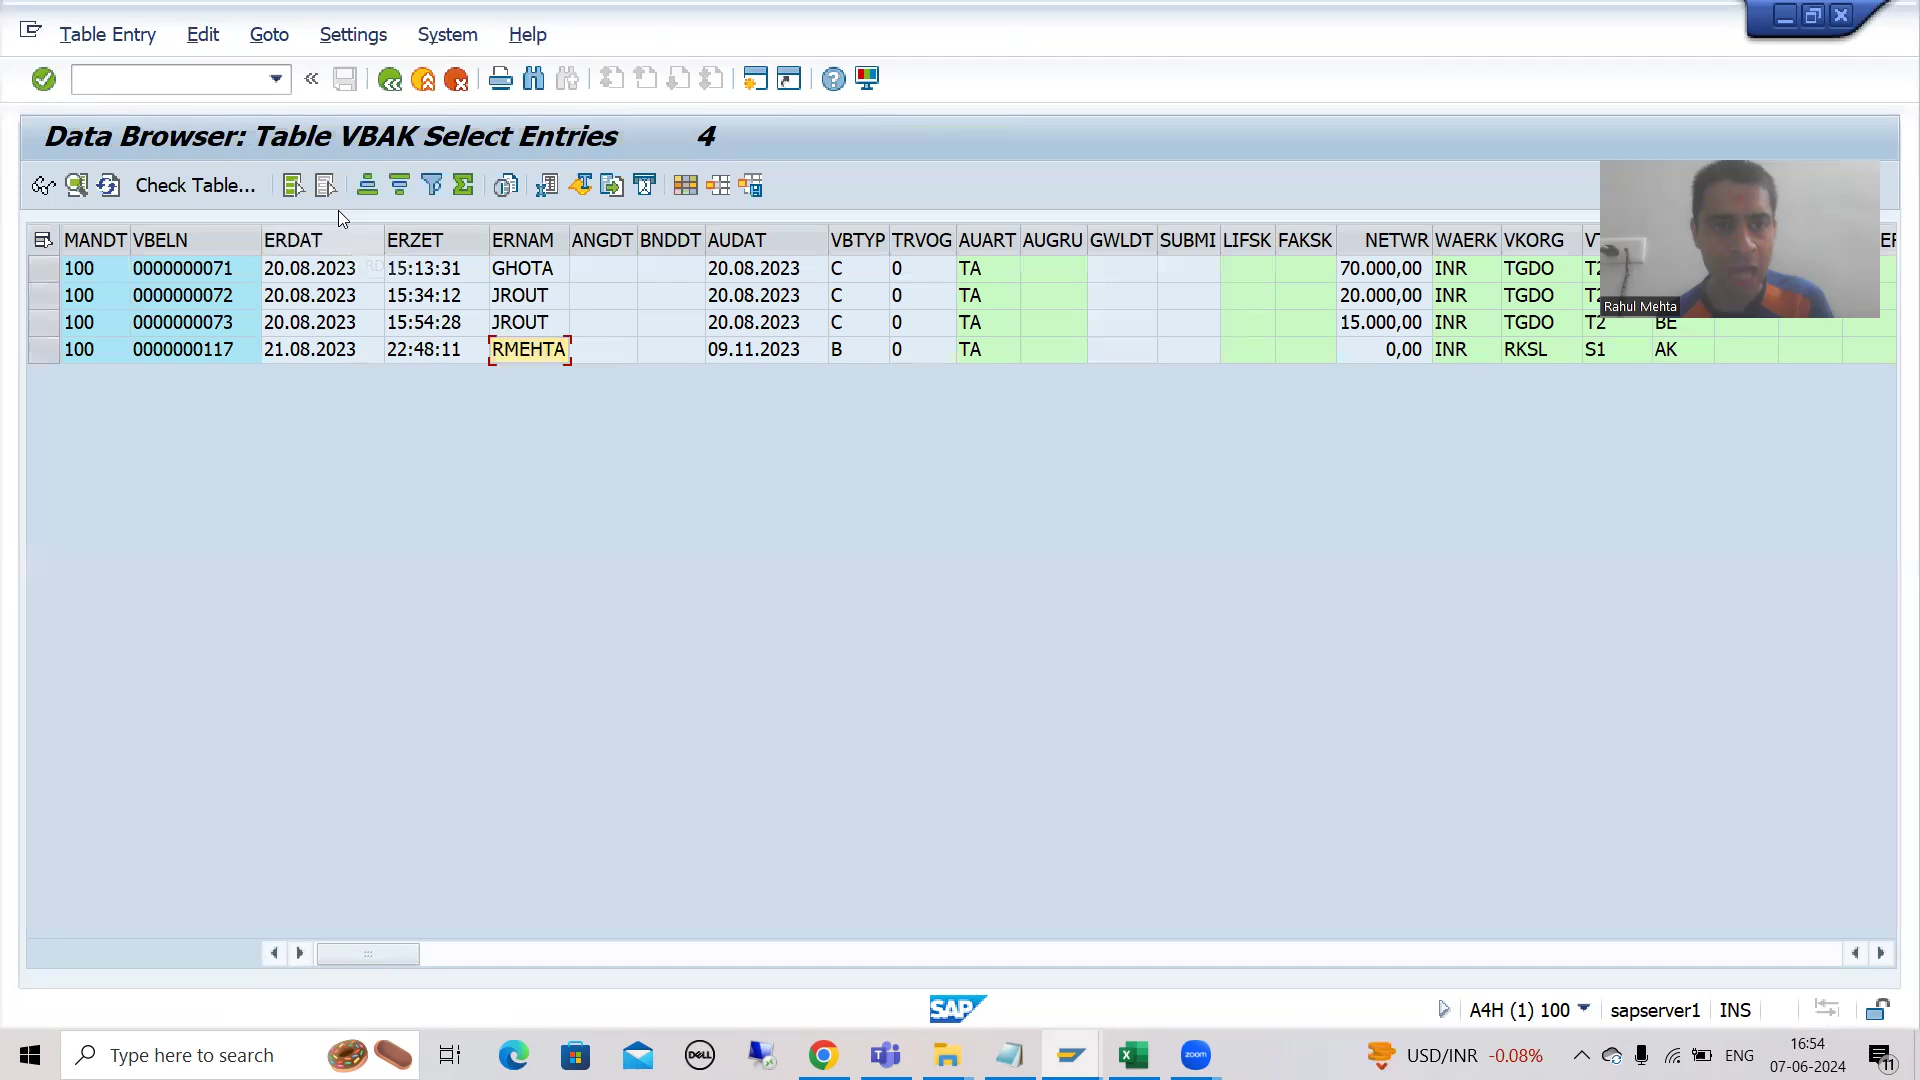 Table Entry Edit Goto Settings System Help
Data Browser: Table VBAK Select Entries 4
Check Table...
MANDT VBELN ERDAT ERZET ERNAM ANGDT BNDDT AUDAT VBTYP TRVOG AUART AUGRU GWLDT SUBMI LIFSK FAKSK NETWR WAERK VKORG
100 0000000071 20.08.2023 15:13:31 GHOTA 20.08.2023 C 0 TA 70.000,00 INR TGDO
100 0000000072 20.08.2023 15:34:12 JROUT 20.08.2023 C 0 TA 20.000,00 INR TGDO
100 0000000073 20.08.2023 15:54:28 JROUT 20.08.2023 C 0 TA 15.000,00 INR TGDO T2 BE
100 0000000117 21.08.2023 22:48:11 RMEHTA 09.11.2023 B 0 TA 0,00 INR RKSL S1 AK
Rahul Mehta
SAP
A4H (1) 100 sapserver1 INS
Type here to search
DELL
zoom
USD/INR -0.08%
ENG
16:54
07-06-2024
11